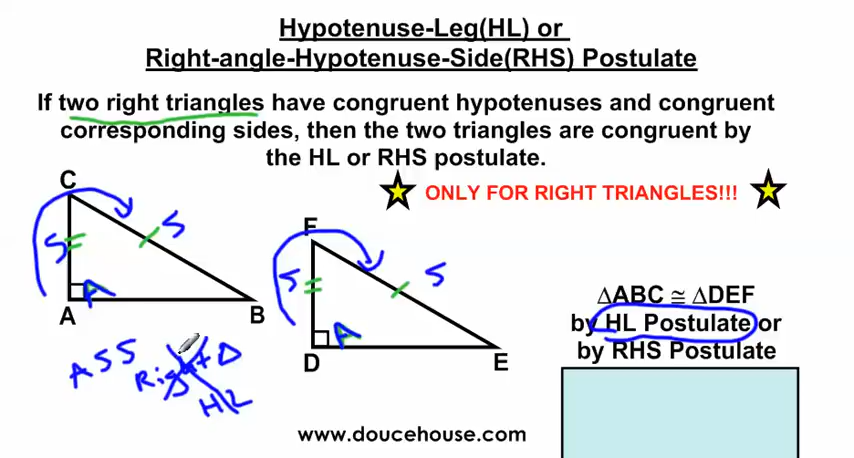 Hypotenuse-Leg(HL) or
Right-angle-Hypotenuse-Side(RHS) Postulate
If two right triangles have congruent hypotenuses and congruent
corresponding sides, then the two triangles are congruent by
the HL or RHS postulate.
ONLY FOR RIGHT TRIANGLES!!!
C
S
S
A
A
B
F
S
S
A
D
E
ΔABC ≅ ΔDEF
by HL Postulate or
by RHS Postulate
ASS
Right Δ
HL
www.doucehouse.com